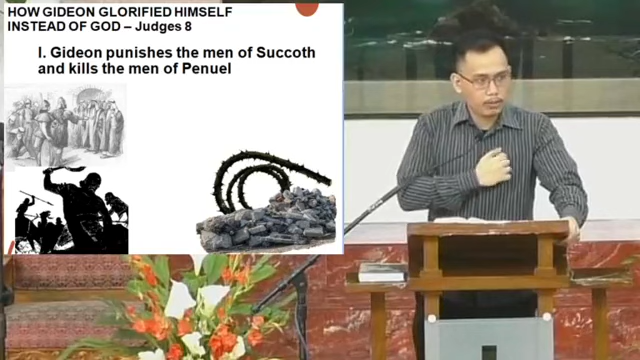 HOW GIDEON GLORIFIED HIMSELF
INSTEAD OF GOD – Judges 8
I. Gideon punishes the men of Succoth
and kills the men of Penuel